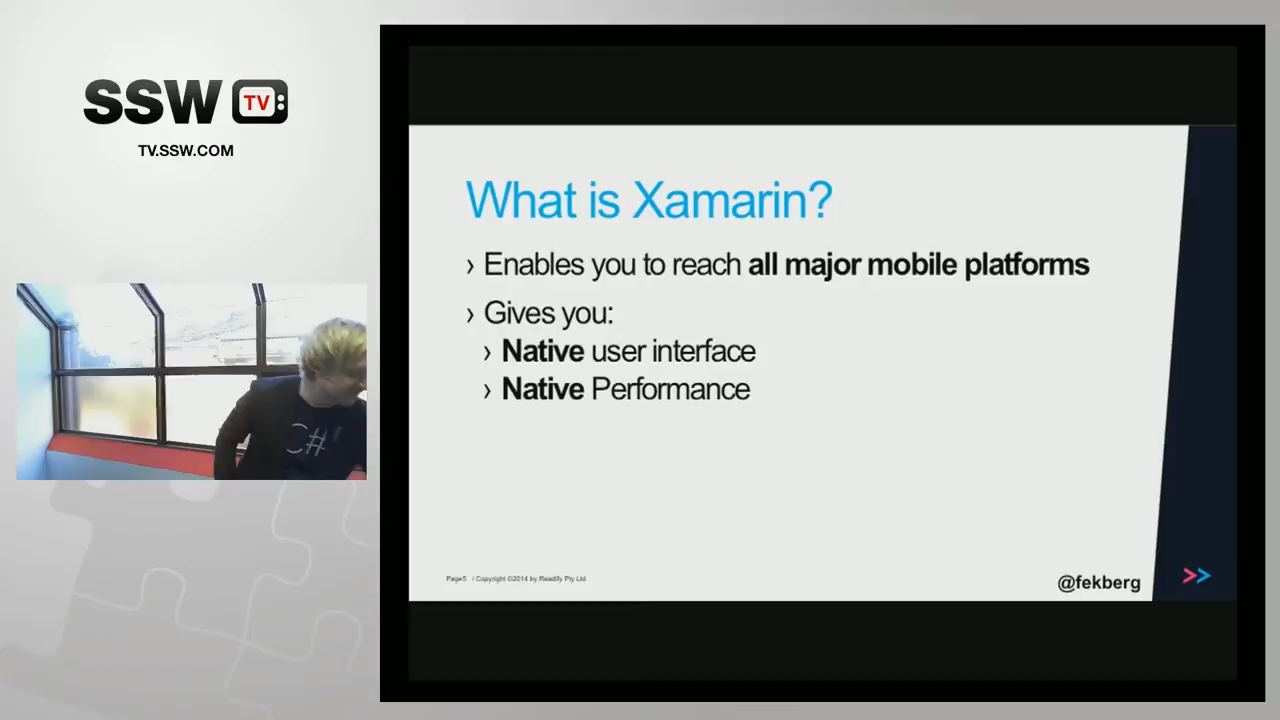 SSW TV
TV.SSW.COM
What is Xamarin?
› Enables you to reach all major mobile platforms
› Gives you:
› Native user interface
› Native Performance
C#
Page5 / Copyright ©2014 by Readify Pty Ltd
@fekberg